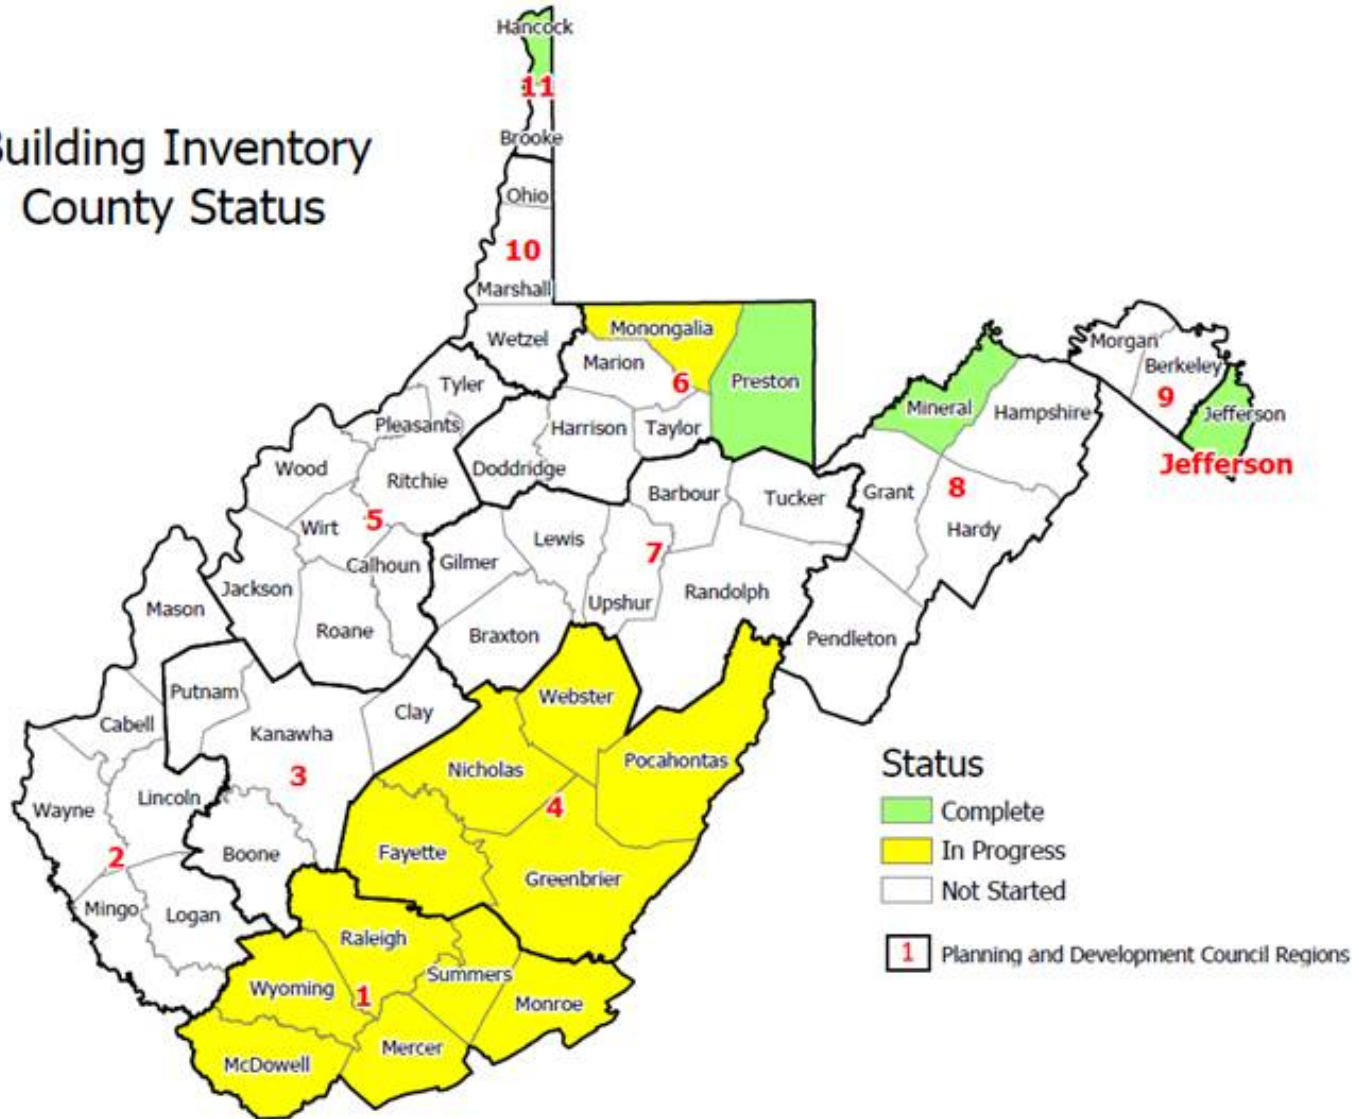 Building Inventory
County Status
Hancock
11
Brooke
Ohio
10
Marshall
Wetzel
Monongalia
Marion
6
Preston
Tyler
Pleasants
Harrison
Taylor
Doddridge
Wood
Ritchie
Wirt
5
Calhoun
Jackson
Roane
Barbour
Tucker
Lewis
7
Gilmer
Upshur
Randolph
Braxton
Morgan
Berkeley
9
Jefferson
Jefferson
Mineral
Hampshire
Grant
8
Hardy
Pendleton
Mason
Putnam
Cabell
Kanawha
Clay
3
Wayne
Lincoln
2
Boone
Mingo
Logan
Webster
Pocahontas
Nicholas
4
Fayette
Greenbrier
Raleigh
Summers
Wyoming
1
Monroe
Mercer
McDowell
Status
Complete
In Progress
Not Started
1 Planning and Development Council Regions